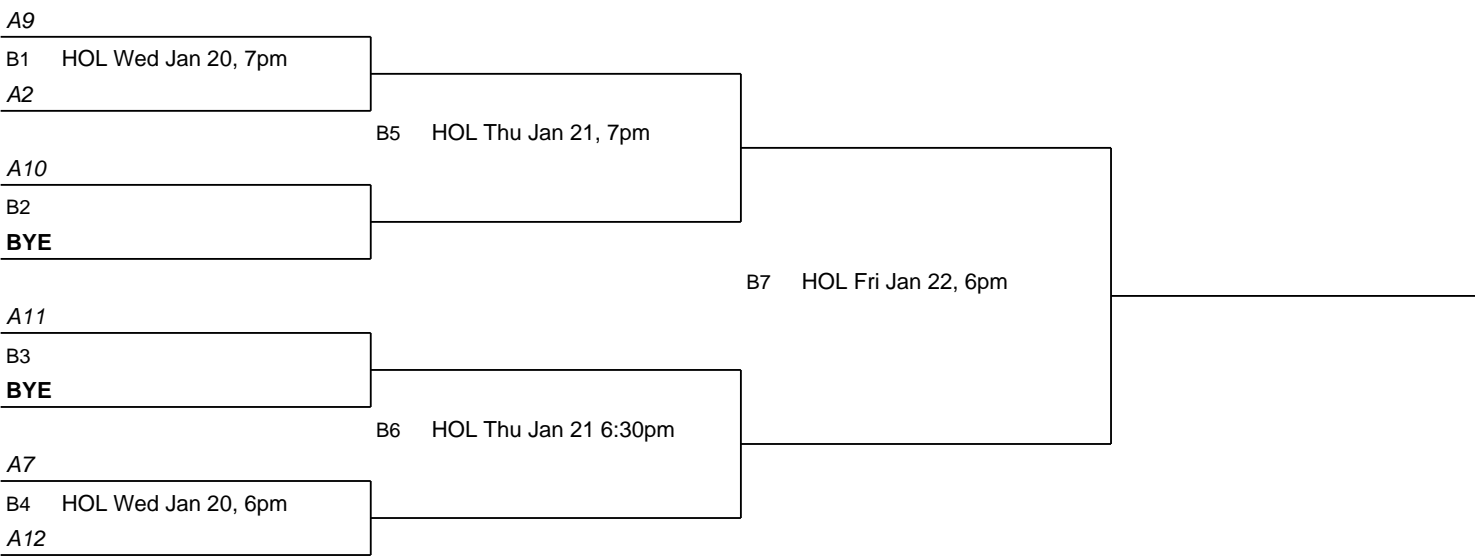 A9
B1 HOL Wed Jan 20, 7pm
A2
B5 HOL Thu Jan 21, 7pm
A10
B2
BYE
B7 HOL Fri Jan 22, 6pm
A11
B3
BYE
B6 HOL Thu Jan 21 6:30pm
A7
B4 HOL Wed Jan 20, 6pm
A12